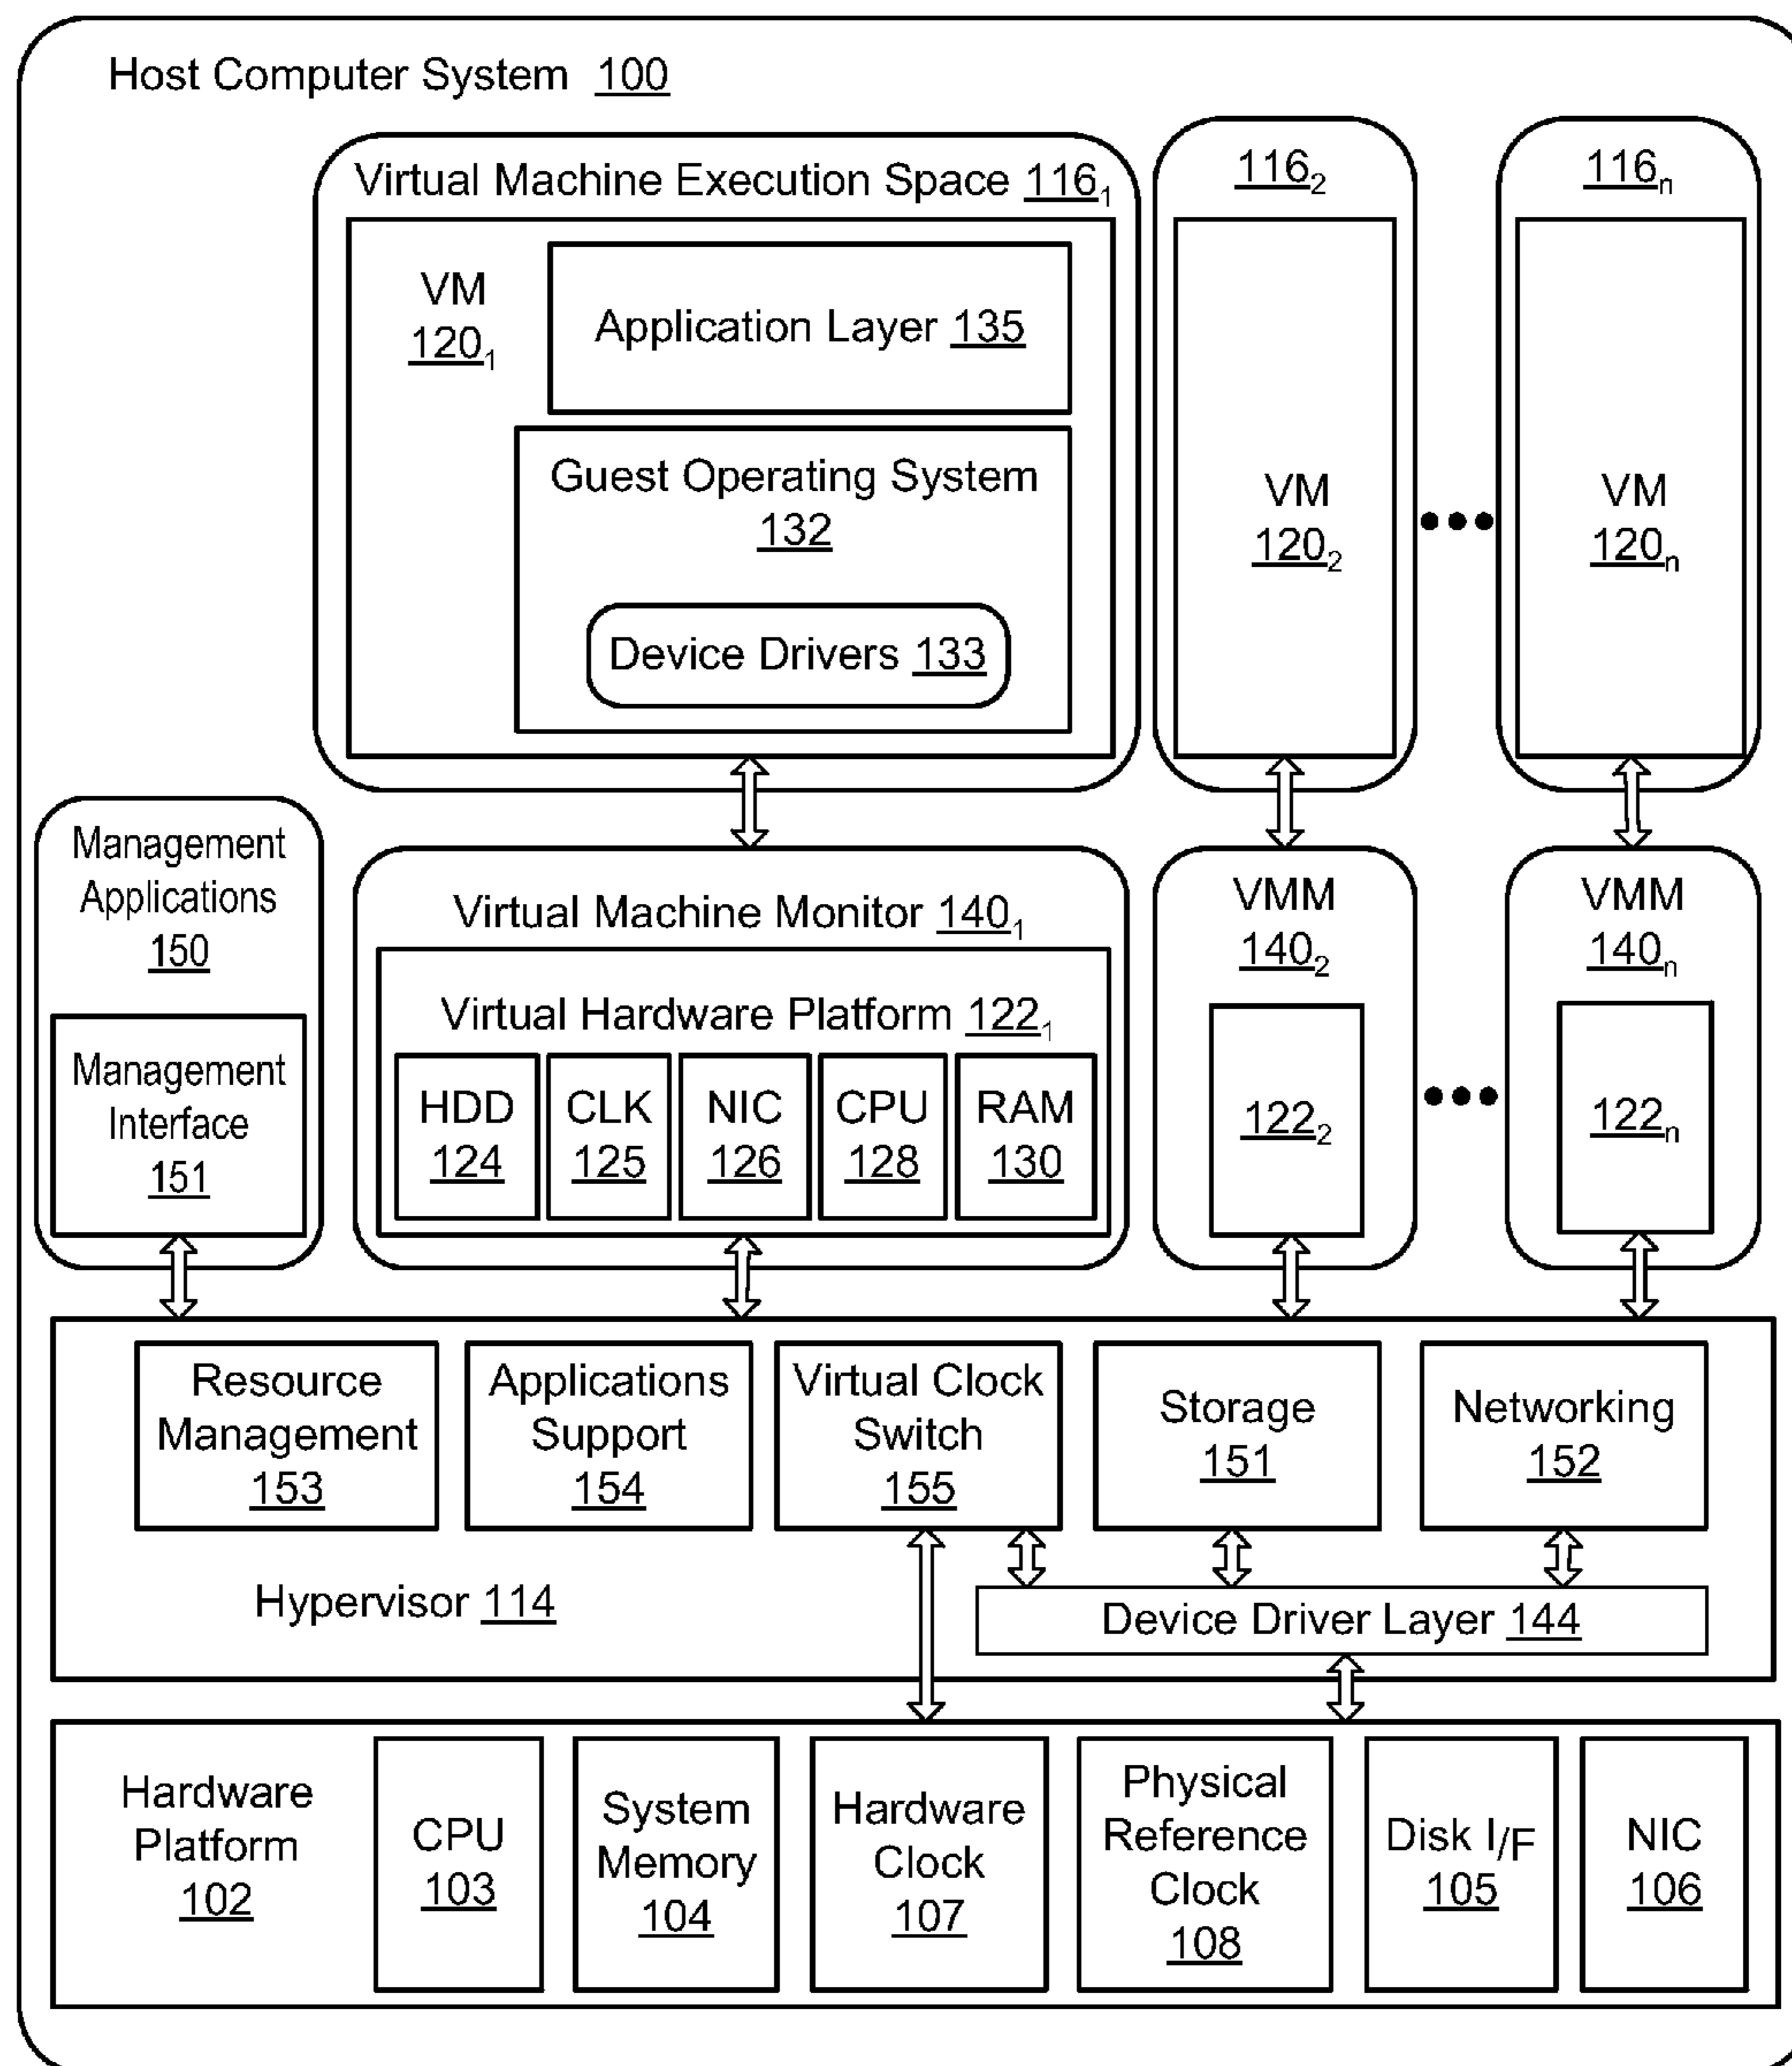 Host Computer System 100
Virtual Machine Execution Space 116₁
VM
120₁
Application Layer 135
Guest Operating System
132
Device Drivers 133
116₂
VM
120₂
116ₙ
VM
120ₙ
Management
Applications
150
Management
Interface
151
Virtual Machine Monitor 140₁
Virtual Hardware Platform 122₁
HDD
124
CLK
125
NIC
126
CPU
128
RAM
130
VMM
140₂
122₂
VMM
140ₙ
122ₙ
Resource
Management
153
Applications
Support
154
Virtual Clock
Switch
155
Storage
151
Networking
152
Hypervisor 114
Device Driver Layer 144
Hardware
Platform
102
CPU
103
System
Memory
104
Hardware
Clock
107
Physical
Reference
Clock
108
Disk I/F
105
NIC
106